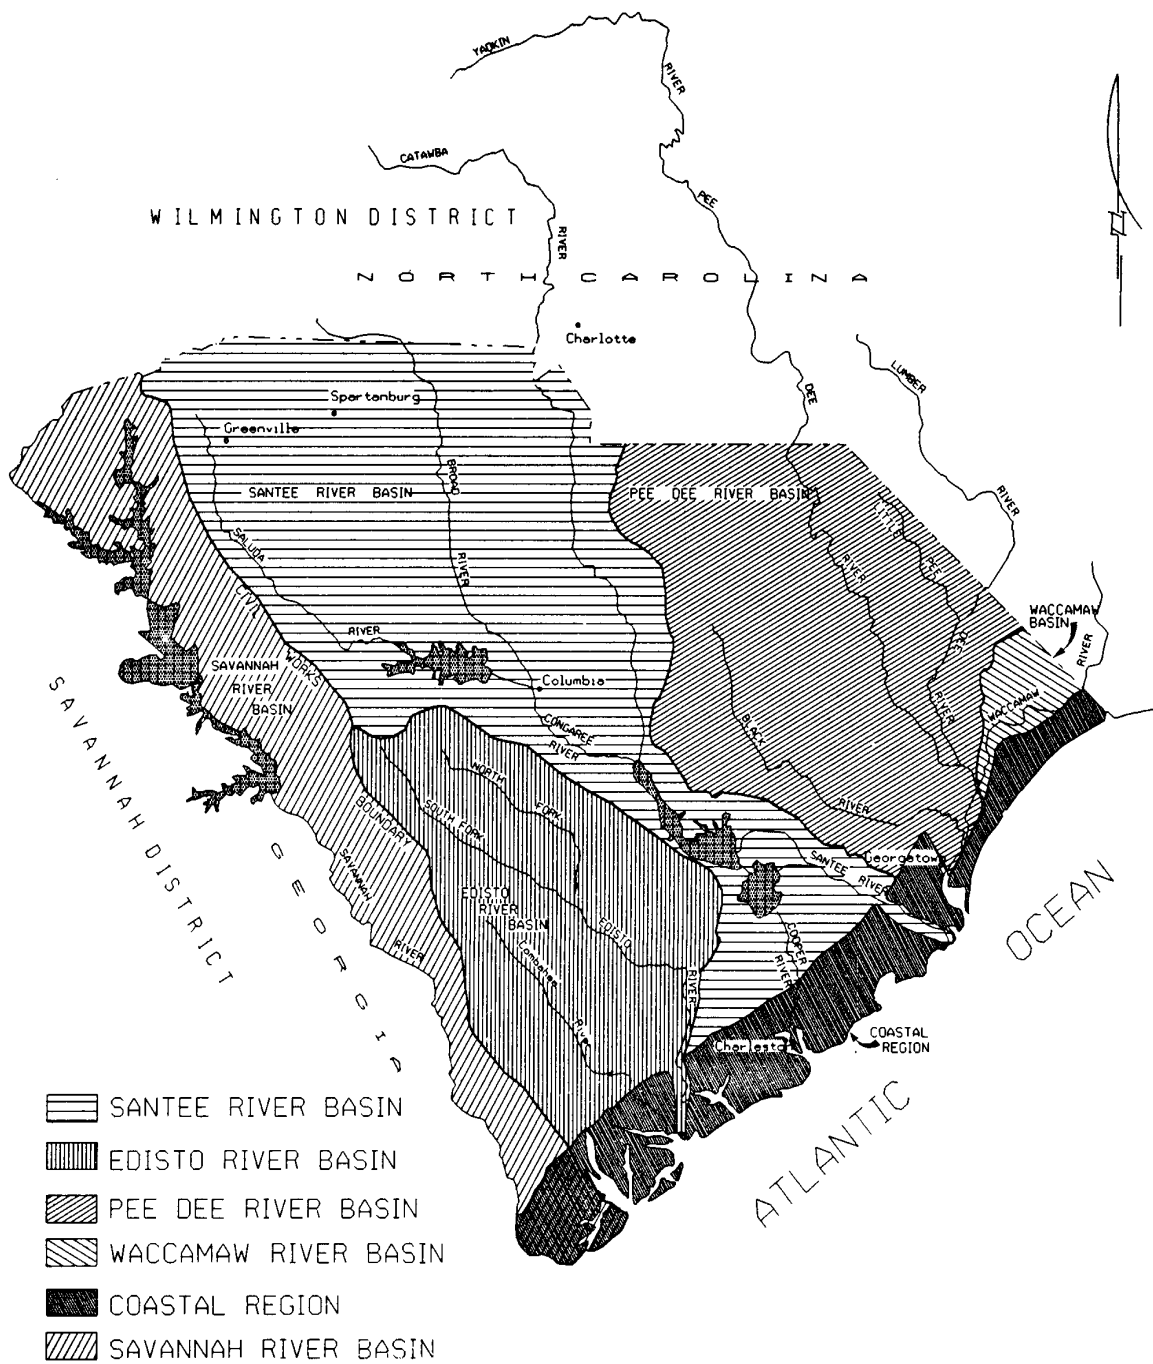 YADKIN
RIVER
CATAWBA
PEE
WILMINGTON DISTRICT
RIVER
NORTH CAROLINA
Charlotte
LUMBER
DEE
Spartanburg
Greenville
BROAD
SANTEE RIVER BASIN
PEE DEE RIVER BASIN
RIVER
LITTLE
SALUDA
RIVER
RIVER
PEE
CIVIL
WACCAMAW
BASIN
RIVER
RIVER
DEE
WORKS
SAVANNAH
RIVER
BASIN
Columbia
RIVER
WACCAMAW
SAVANNAH DISTRICT
CONGAREE
RIVER
BLACK
NORTH
FORK
SOUTH FORK
BOUNDARY
RIVER
GEORGIA
SAVANNAH
SANTEE RIVER
Georgetown
EDISTO
RIVER
BASIN
EDISTO
COOPER
RIVER
OCEAN
RIVER
Combahee
RIVER
River
Charleston
COASTAL
REGION
ATLANTIC
SANTEE RIVER BASIN
EDISTO RIVER BASIN
PEE DEE RIVER BASIN
WACCAMAW RIVER BASIN
COASTAL REGION
SAVANNAH RIVER BASIN